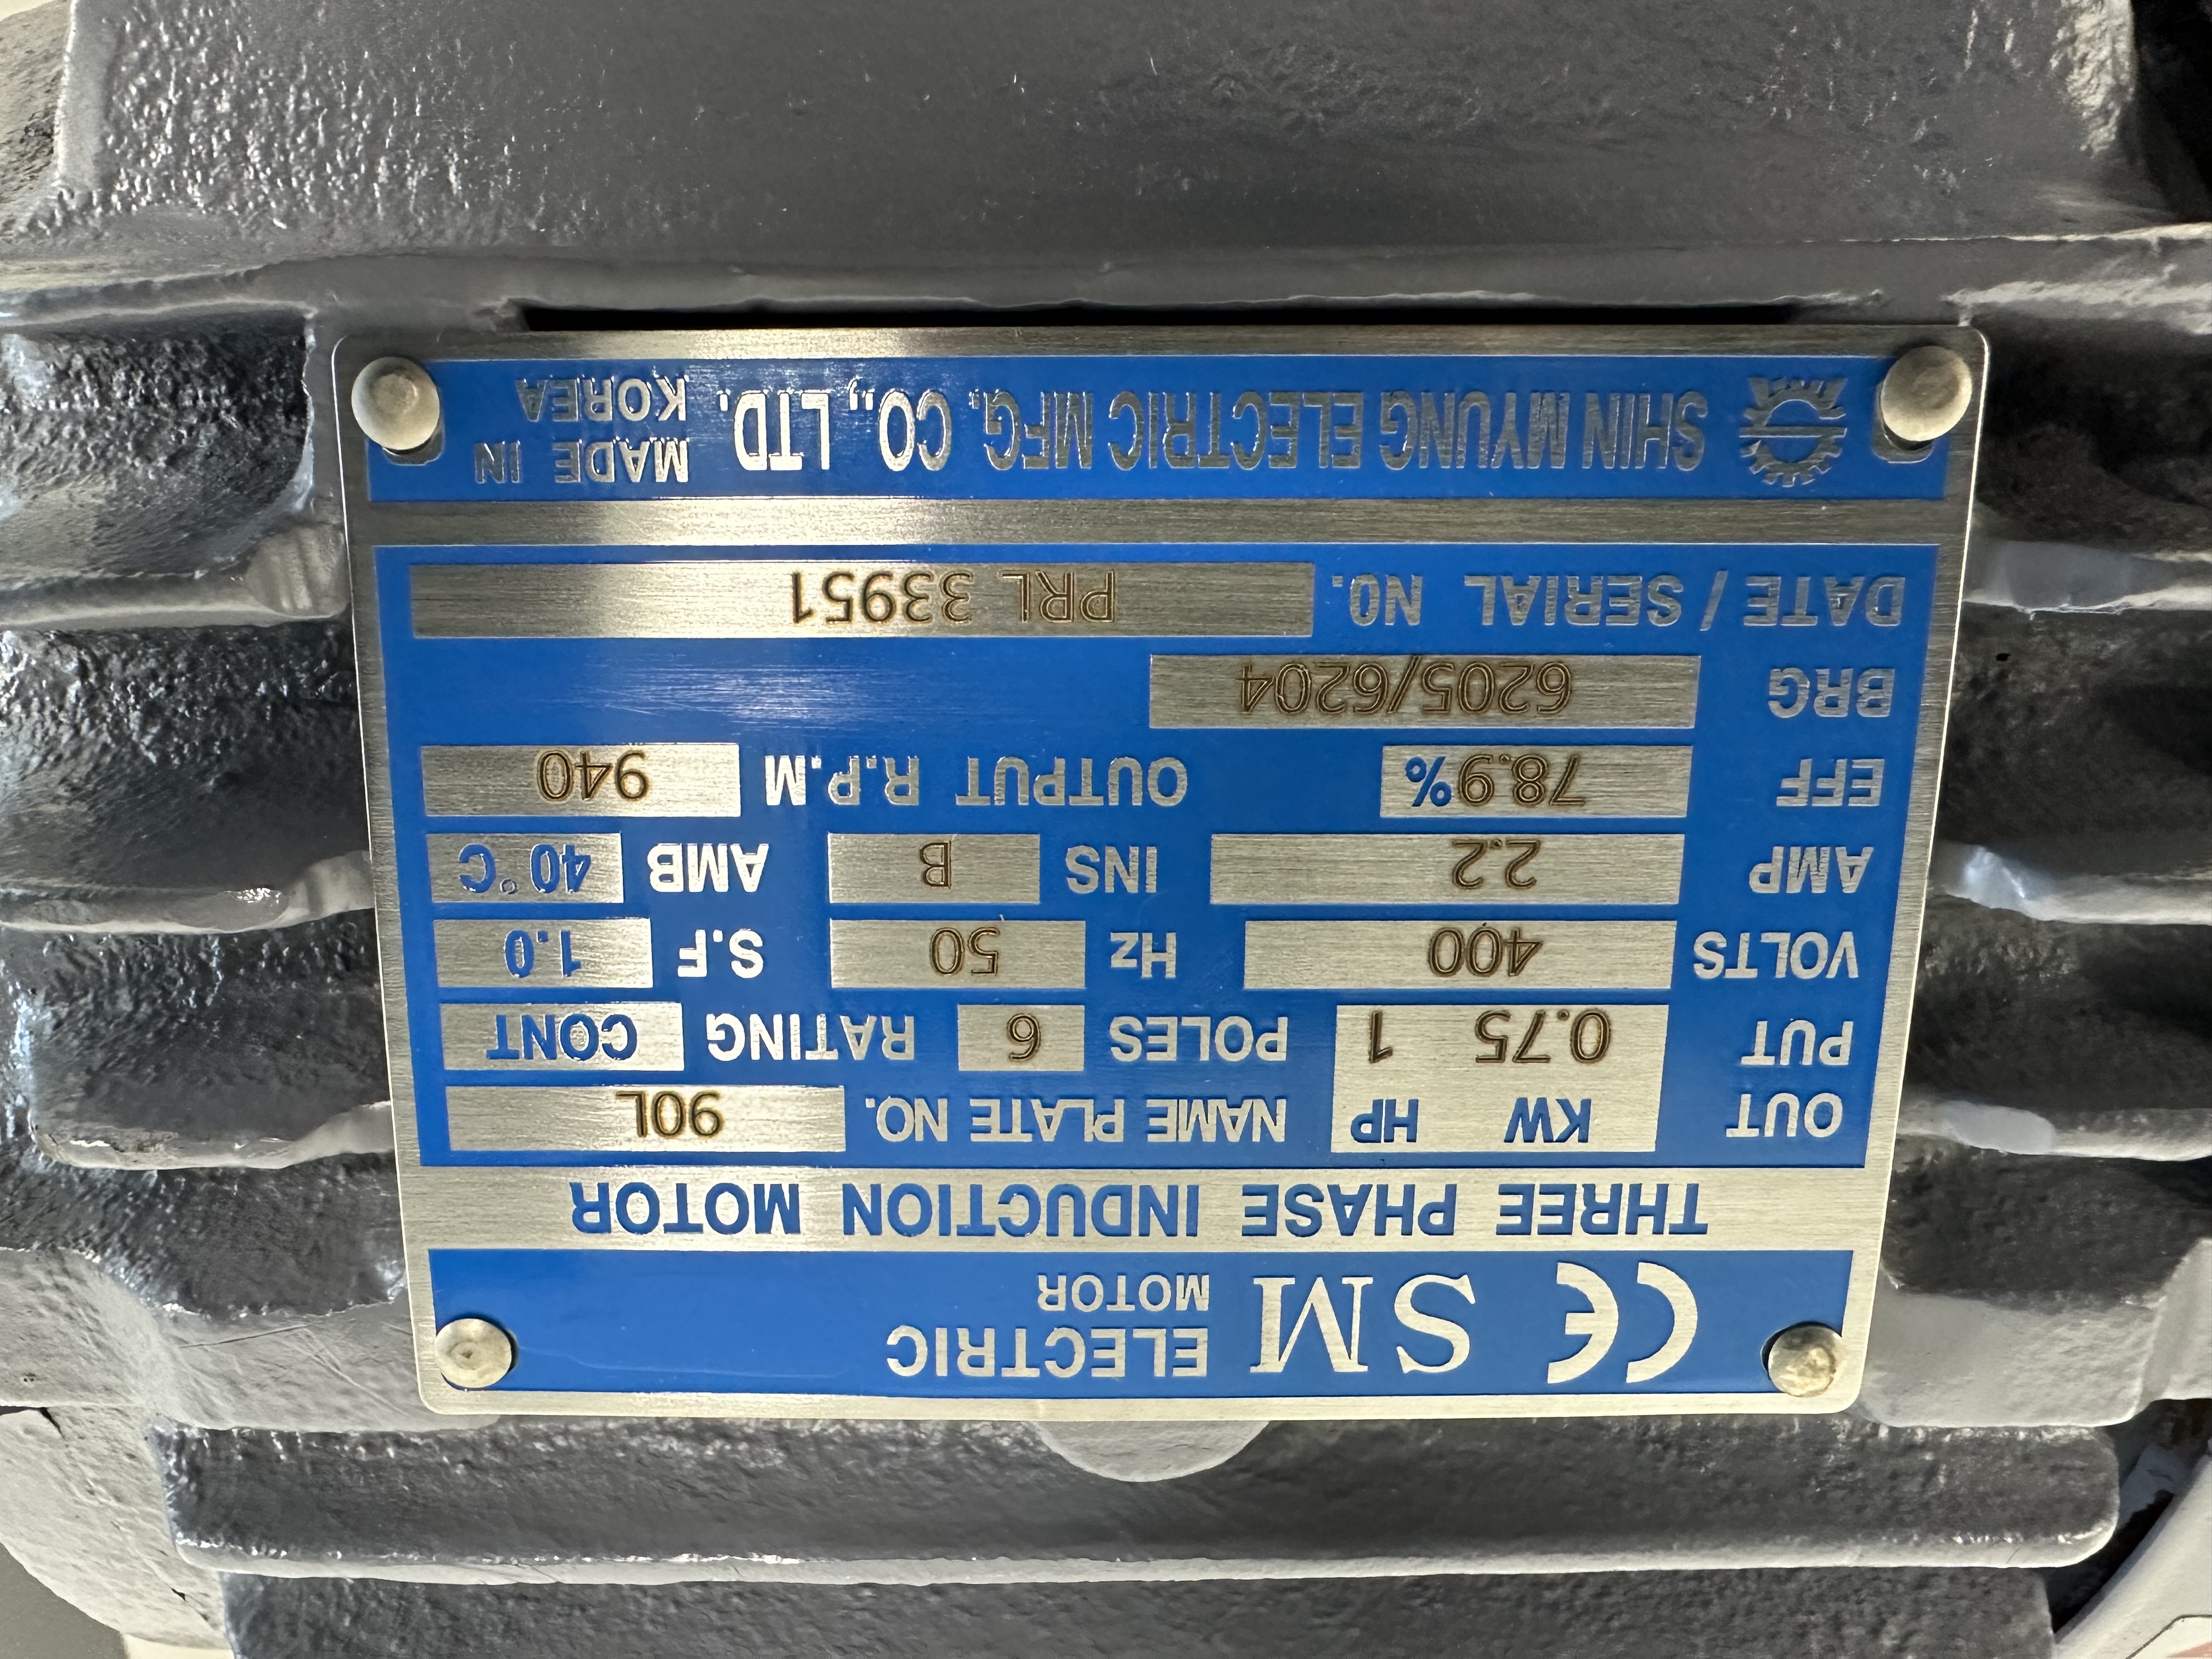 CE SM ELECTRIC MOTOR
THREE PHASE INDUCTION MOTOR
OUT PUT KW HP 0.75 1
NAME PLATE NO. 90L
POLES 6 RATING CONT
VOLTS 400 Hz 50 S.F 1.0
AMP 2.2 INS B AMB 40°C
EFF 78.9% OUTPUT R.P.M 940
BRG 6205/6204
DATE / SERIAL NO. PRL 33951
SHIN MYUNG ELECTRIC MFG. CO., LTD. MADE IN KOREA